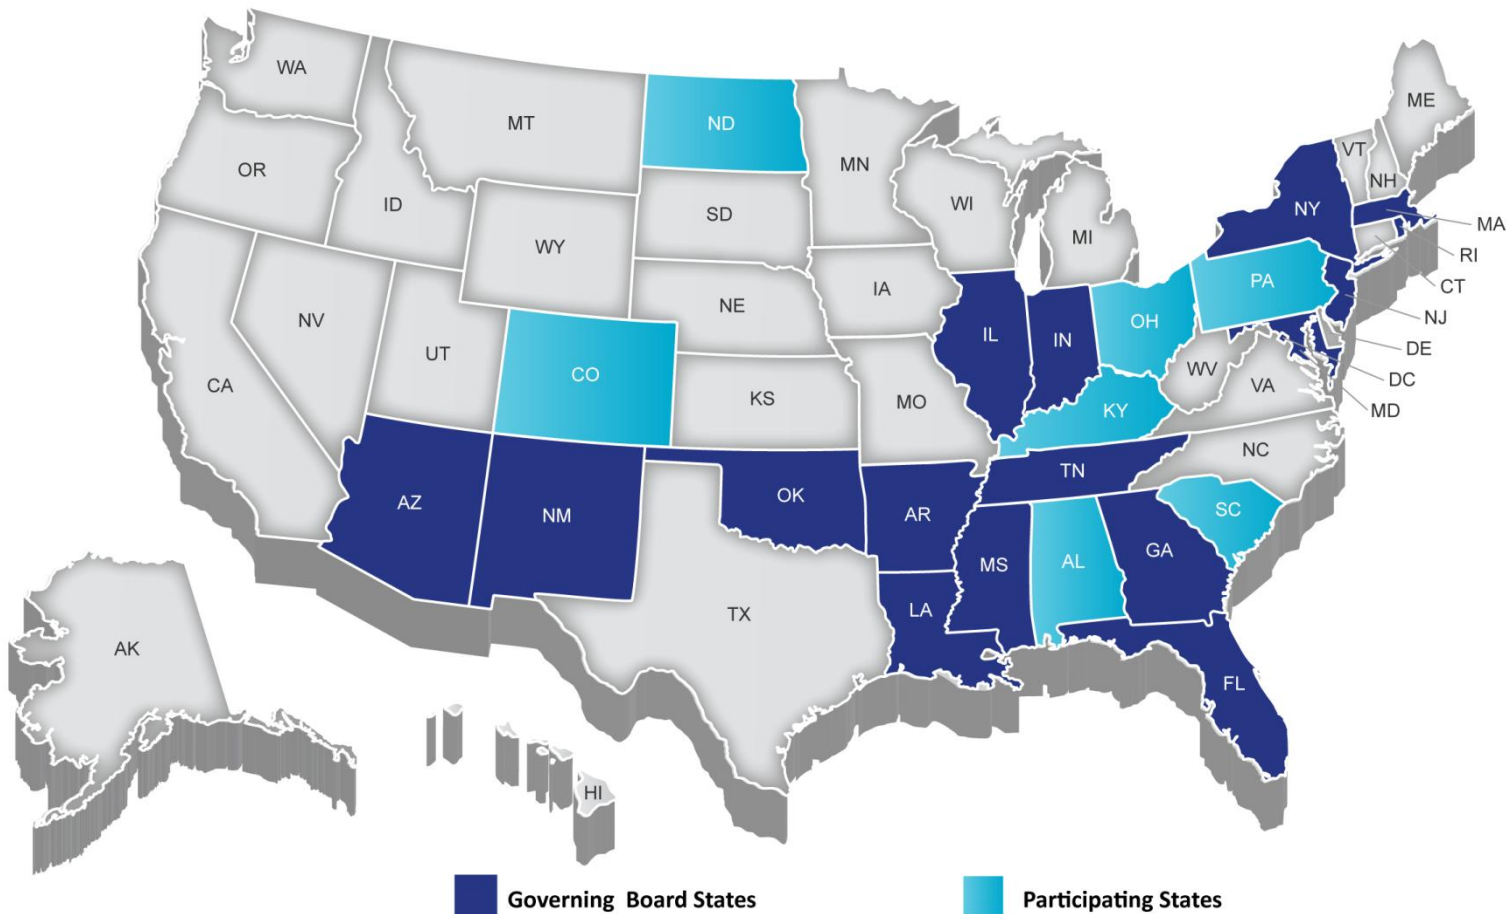 WA
MT
ND
MN
ME
VT
NH
OR
ID
SD
WI
MI
NY
MA
WY
RI
IA
PA
CT
NE
NV
UT
IL
IN
OH
NJ
DE
CA
CO
KS
MO
WV
VA
DC
KY
MD
NC
TN
AZ
NM
OK
AR
SC
MS
AL
GA
LA
TX
AK
FL
HI
Governing Board States
Participating States